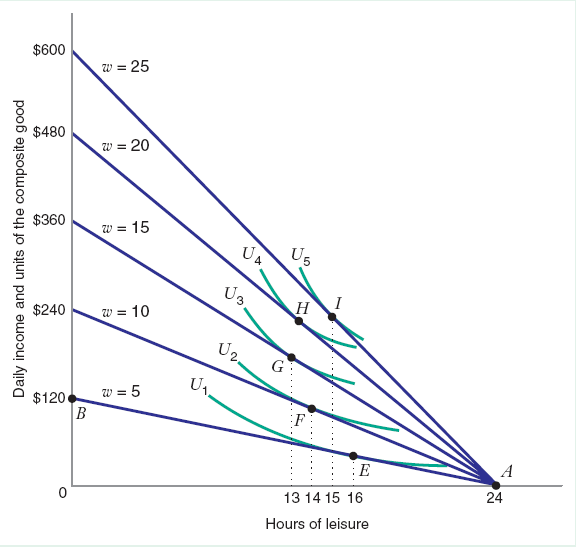 Daily income and units of the composite good
$600
w = 25
$480
w = 20
$360
w = 15
U4 U5
H I
U3
$240
w = 10
G
U2
$120
w = 5
U1
B
F
E
A
0
13 14 15 16 24
Hours of leisure